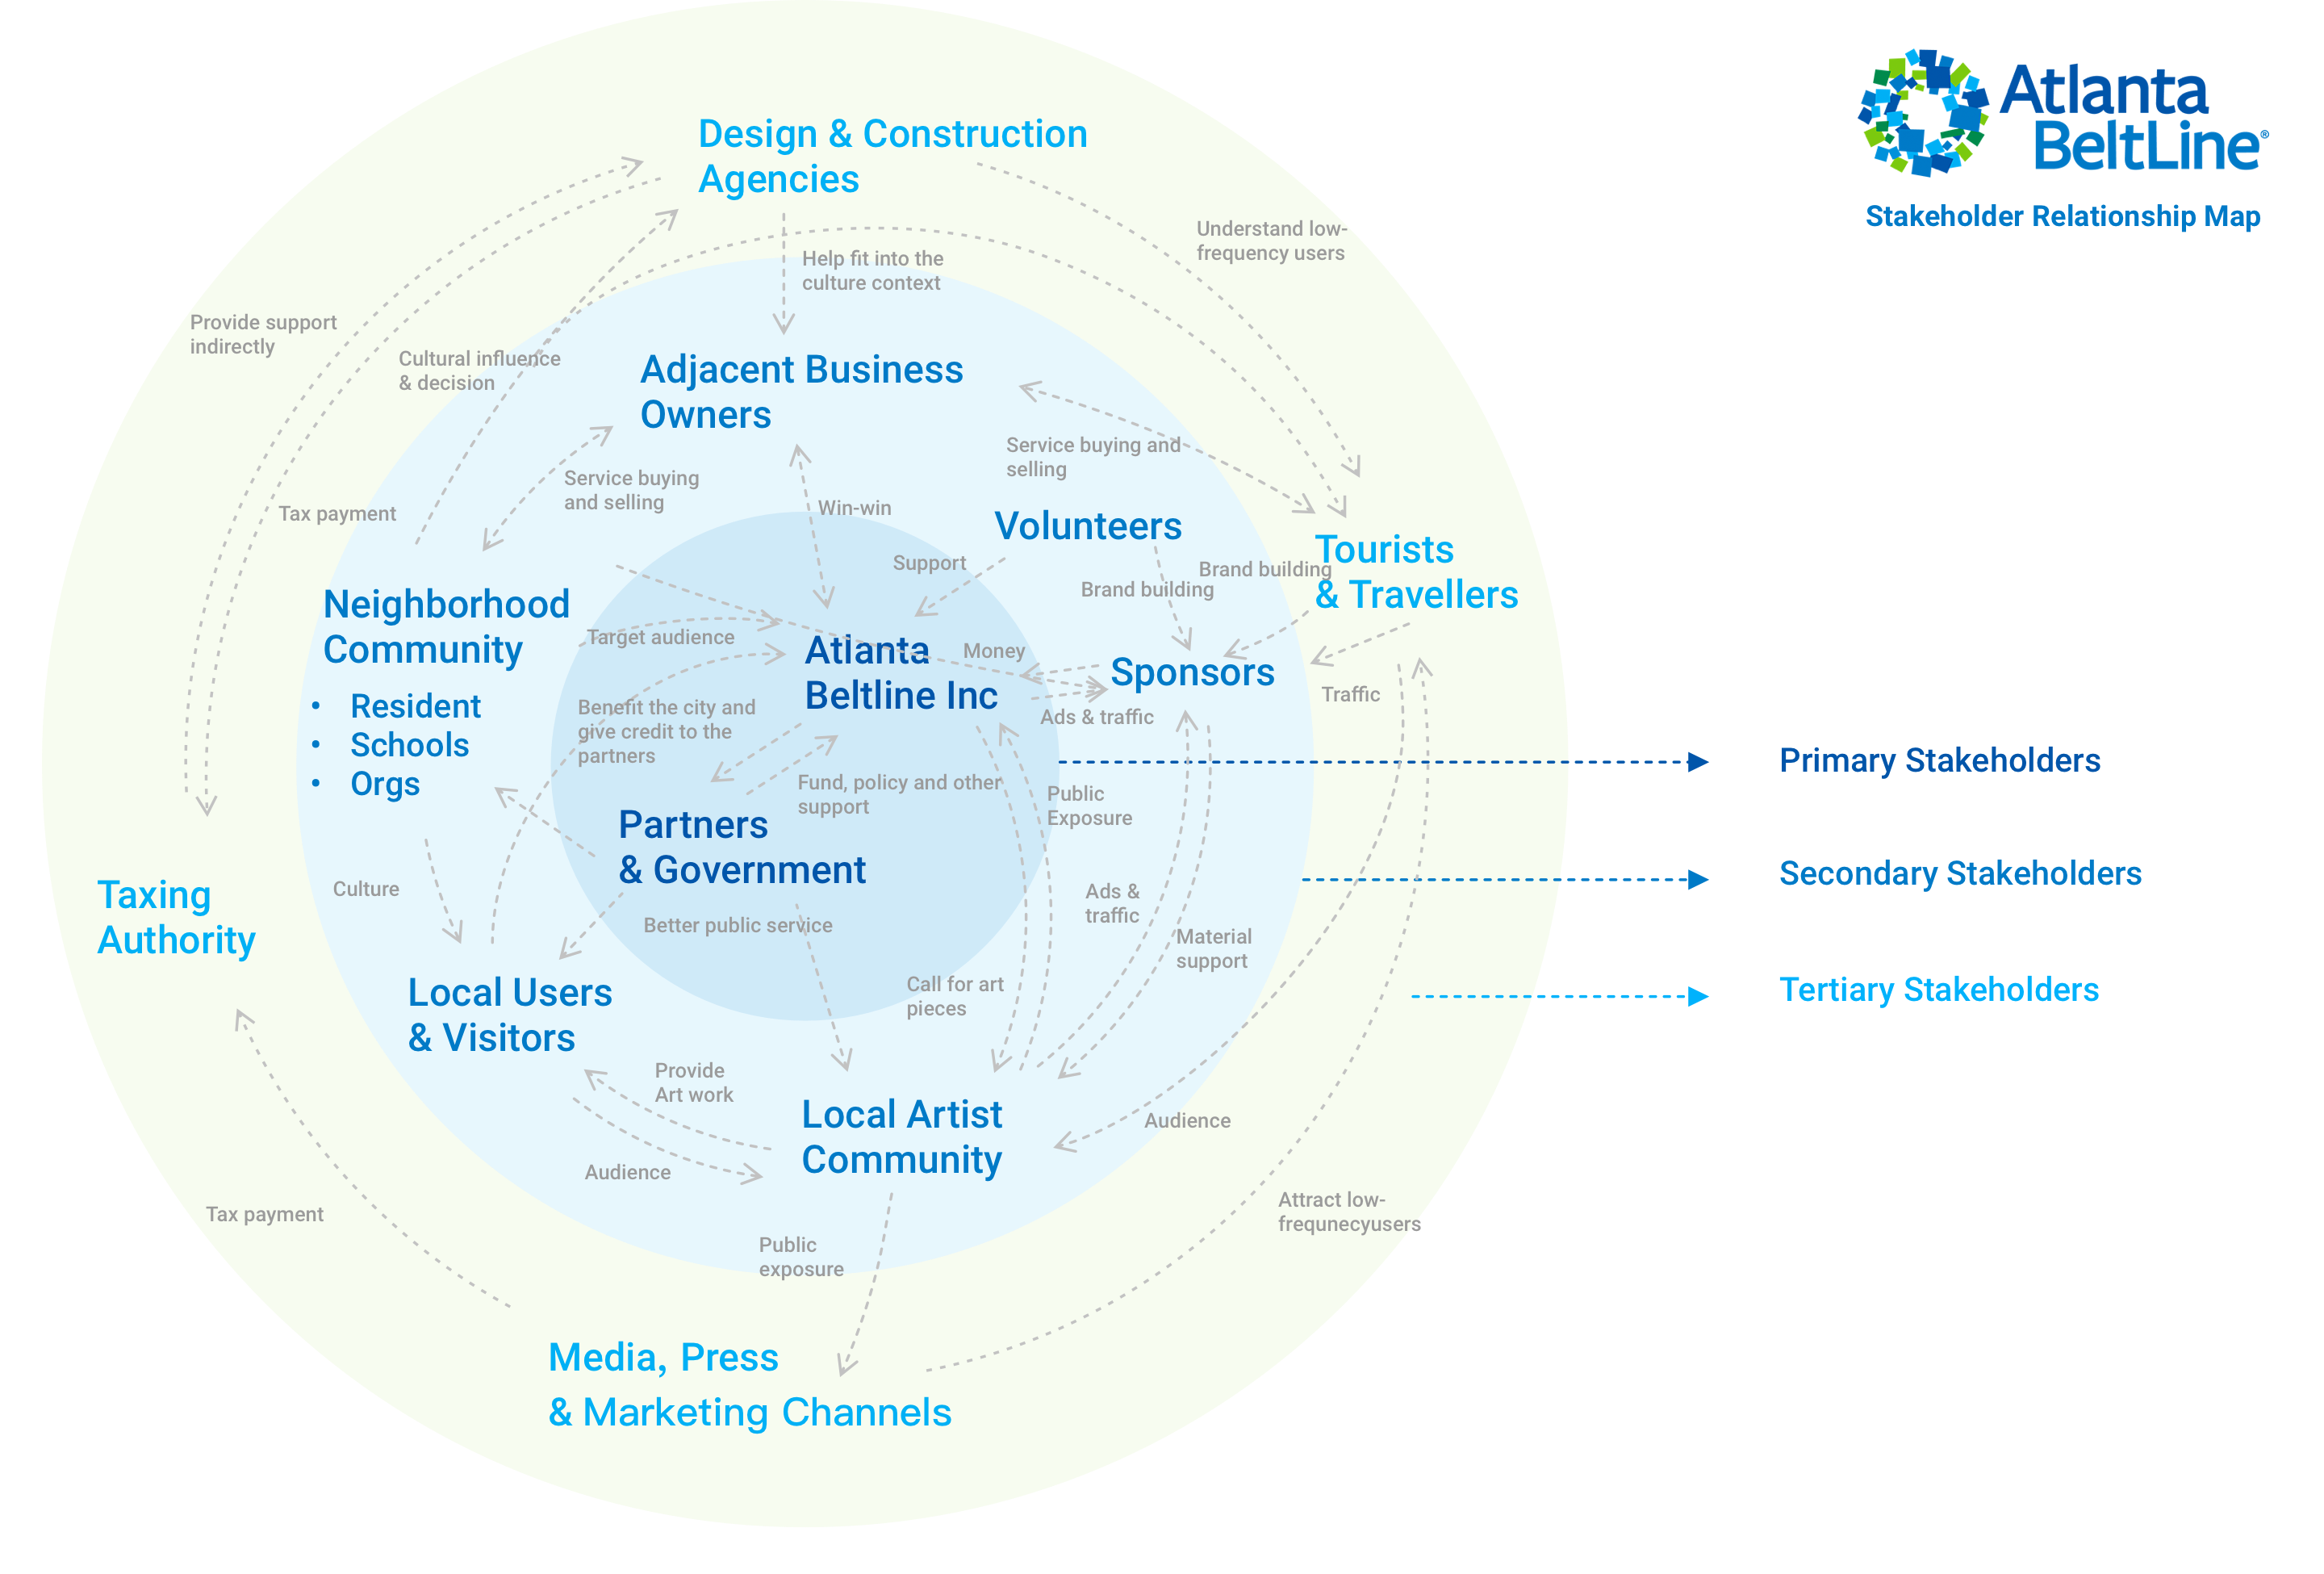 Atlanta
BeltLine®
Stakeholder Relationship Map
Design & Construction
Agencies
Understand low-
frequency users
Help fit into the
culture context
Provide support
indirectly
Cultural influence
& decision
Adjacent Business
Owners
Service buying and
selling
Service buying
and selling
Tax payment
Win-win
Volunteers
Tourists
& Travellers
Support
Brand building
Brand building
Neighborhood
Community
• Resident
• Schools
• Orgs
Target audience
Atlanta
Beltline Inc
Money
Sponsors
Traffic
Ads & traffic
Benefit the city and
give credit to the
partners
Fund, policy and other
support
Public
Exposure
Primary Stakeholders
Partners
& Government
Secondary Stakeholders
Culture
Taxing
Authority
Ads &
traffic
Better public service
Material
support
Tertiary Stakeholders
Call for art
pieces
Local Users
& Visitors
Provide
Art work
Local Artist
Community
Audience
Audience
Tax payment
Attract low-
frequnecyusers
Public
exposure
Media, Press
& Marketing Channels